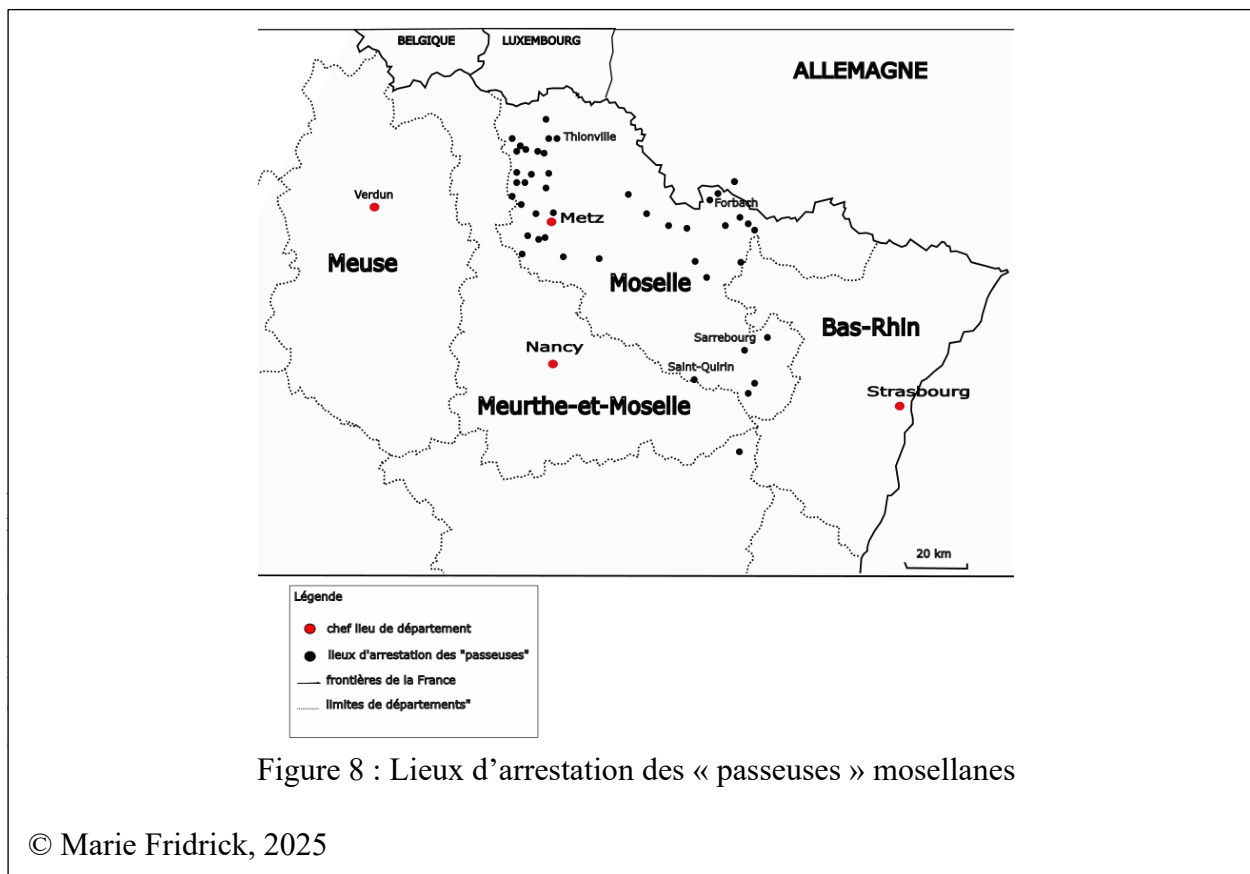 BELGIQUE
LUXEMBOURG
ALLEMAGNE
Thionville
Verdun
Forbach
Metz
Meuse
Moselle
Bas-Rhin
Nancy
Sarrebourg
Saint-Quirin
Strasbourg
Meurthe-et-Moselle
20 km
Légende
chef lieu de département
lieux d'arrestation des "passeuses"
frontières de la France
limites de départements"
Figure 8 : Lieux d’arrestation des « passeuses » mosellanes
© Marie Fridrick, 2025